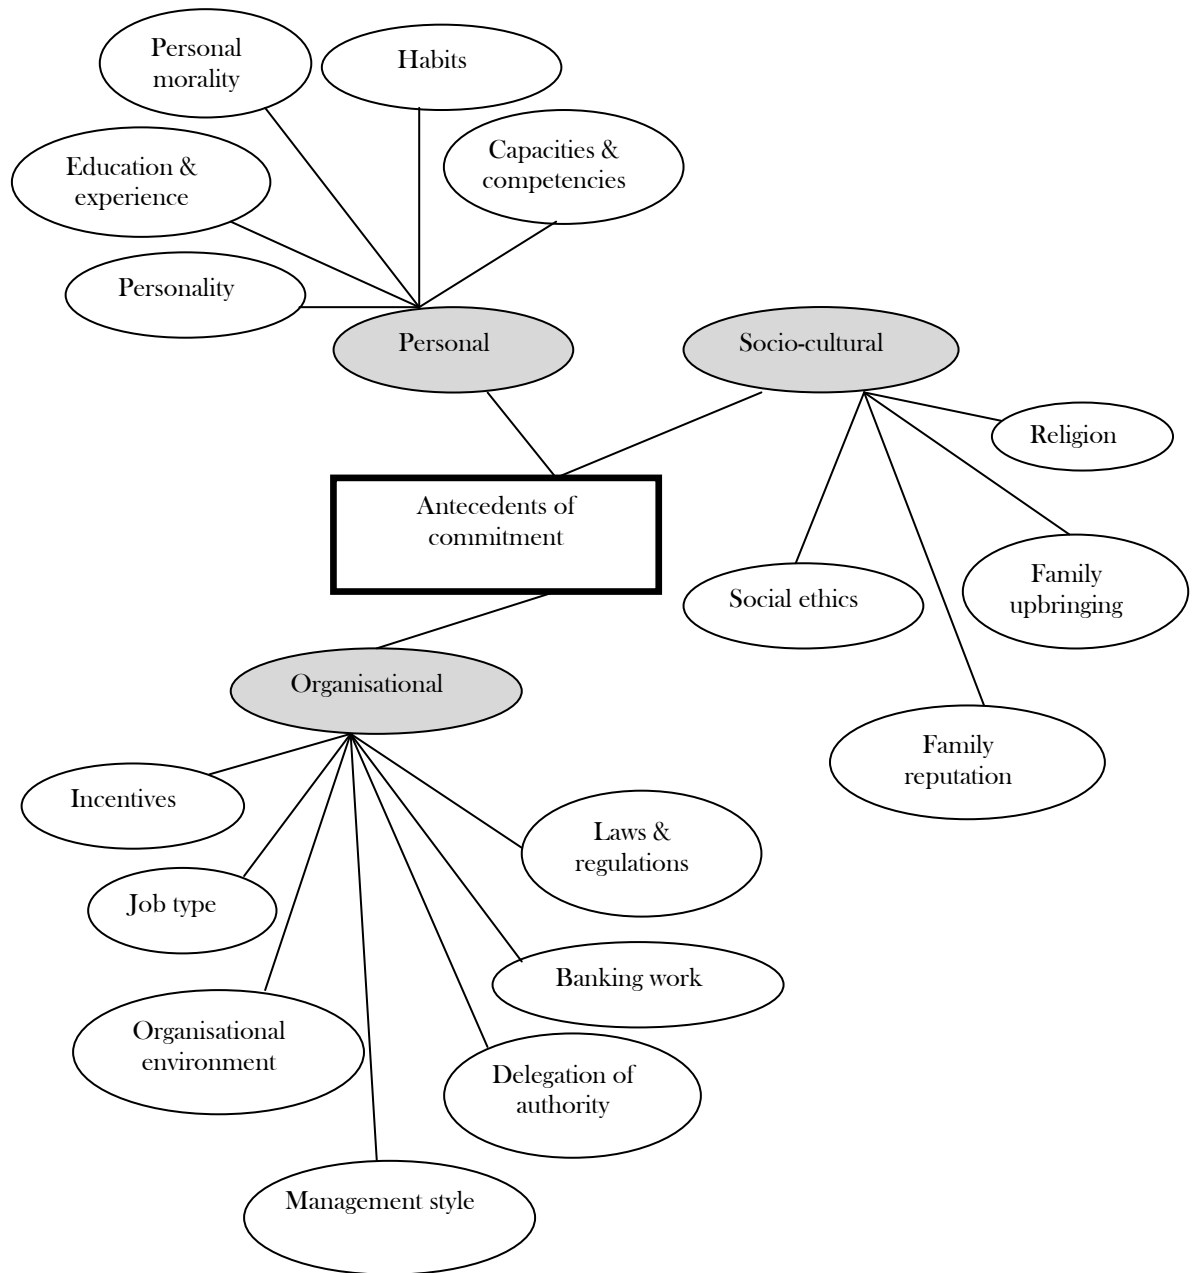 Personal
morality
Habits
Capacities &
competencies
Education &
experience
Personality
Personal
Socio-cultural
Religion
Antecedents of
commitment
Family
upbringing
Social ethics
Organisational
Family
reputation
Incentives
Laws &
regulations
Job type
Banking work
Organisational
environment
Delegation of
authority
Management style